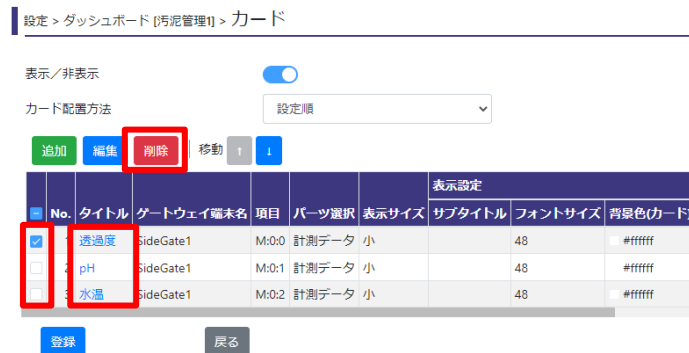 設定 > ダッシュボード [汚泥管理1] > カード
表示／非表示
カード配置方法 設定順
追加 編集 削除 移動 ↑ ↓
表示設定
No. タイトル ゲートウェイ端末名 項目 パーツ選択 表示サイズ サブタイトル フォントサイズ 背景色(カード)
1 透過度 SideGate1 M:0:0 計測データ 小 48 #ffffff
2 pH SideGate1 M:0:1 計測データ 小 48 #ffffff
3 水温 SideGate1 M:0:2 計測データ 小 48 #ffffff
登録 戻る